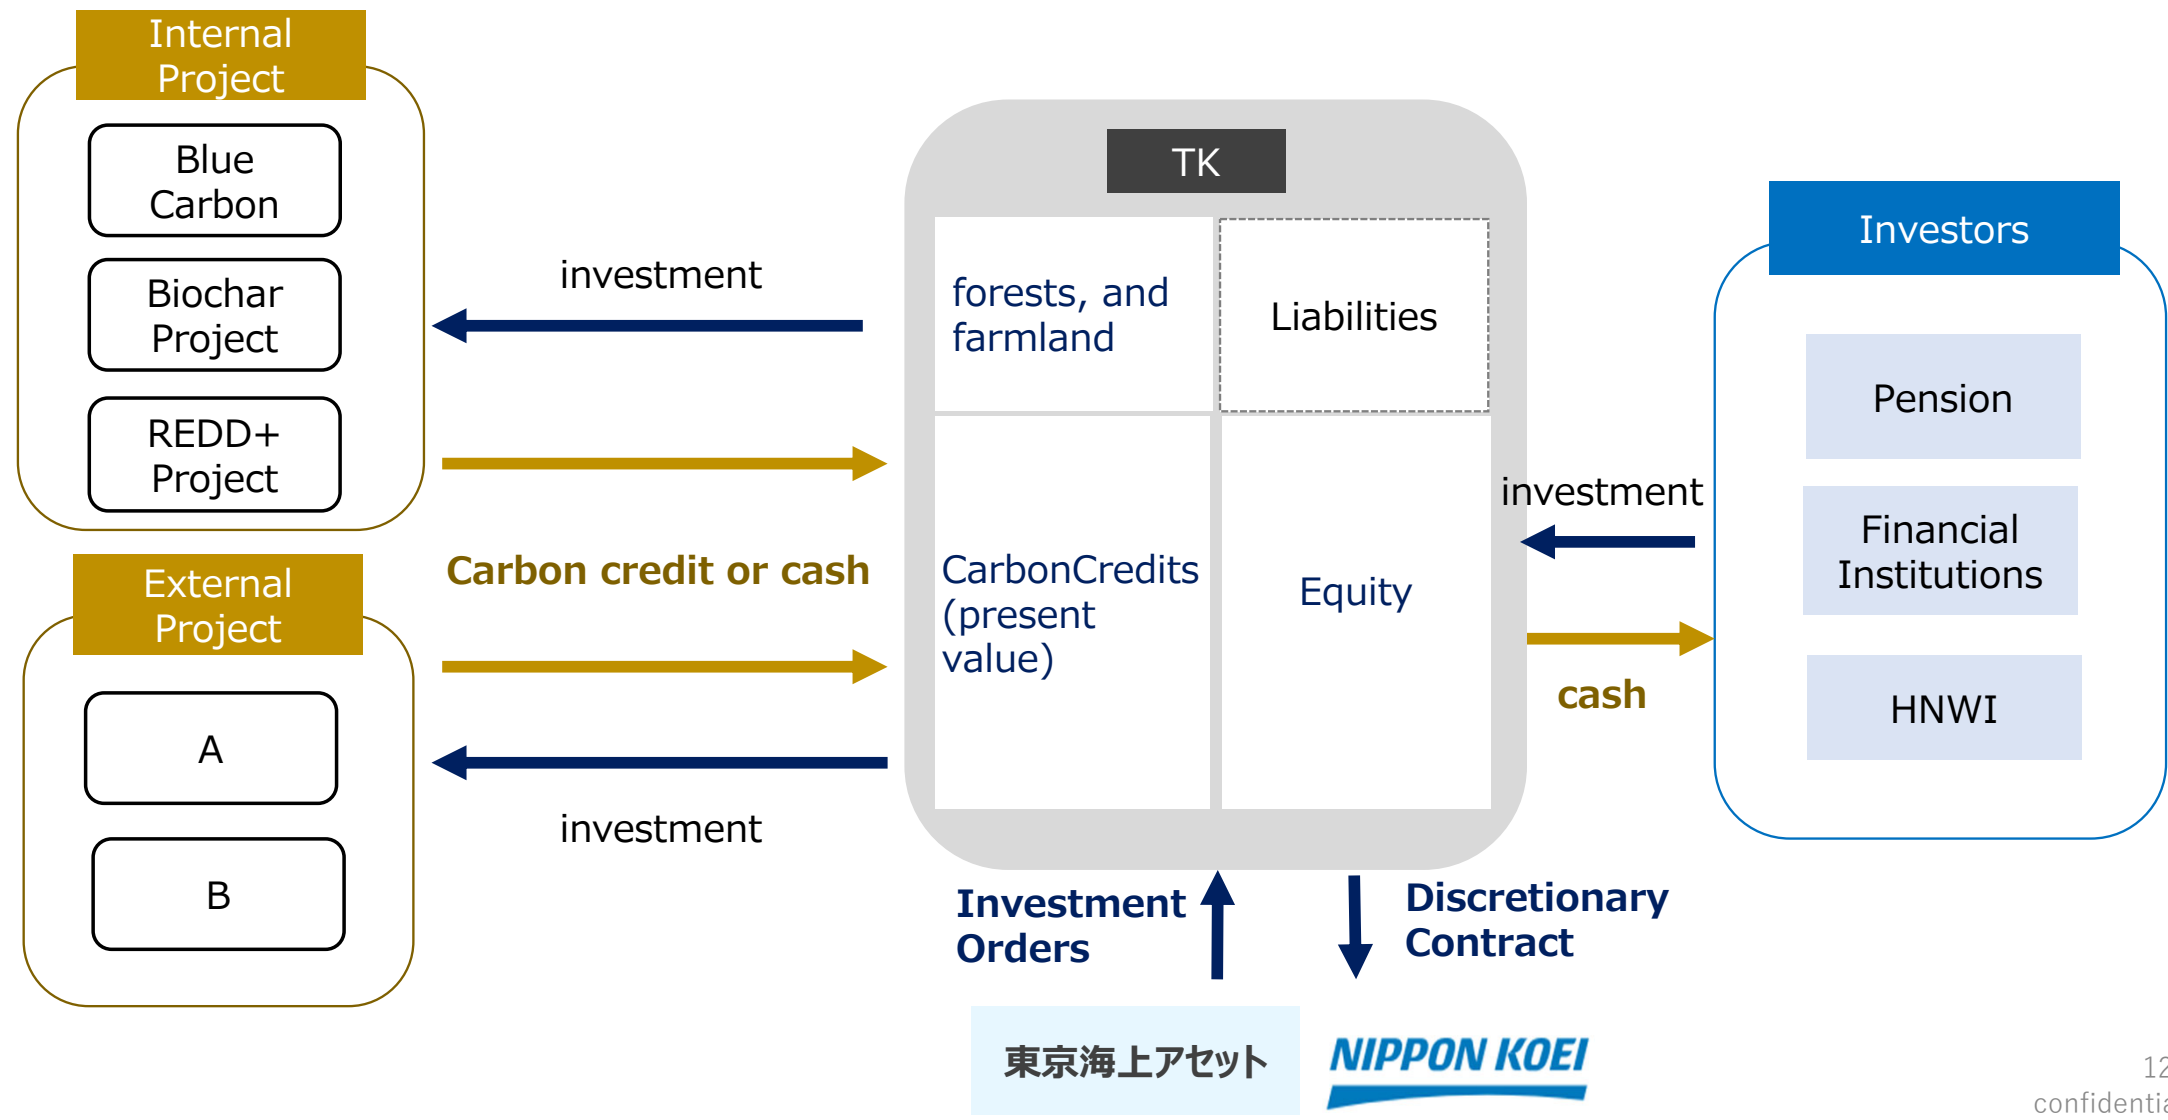 Internal
Project
Blue
Carbon
Biochar
Project
REDD+
Project
External
Project
A
B
investment
Carbon credit or cash
investment
TK
forests, and
farmland
Liabilities
CarbonCredits
(present
value)
Equity
Investment
Orders
Discretionary
Contract
東京海上アセット
NIPPON KOEI
investment
cash
Investors
Pension
Financial
Institutions
HNWI
12
confidentia